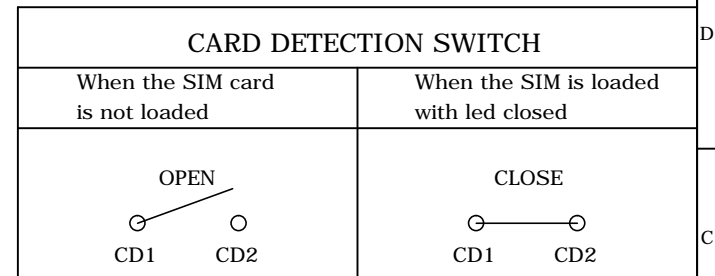 CARD DETECTION SWITCH
When the SIM card
is not loaded
When the SIM is loaded
with led closed
OPEN
CD1 CD2
CLOSE
CD1 CD2
D
C